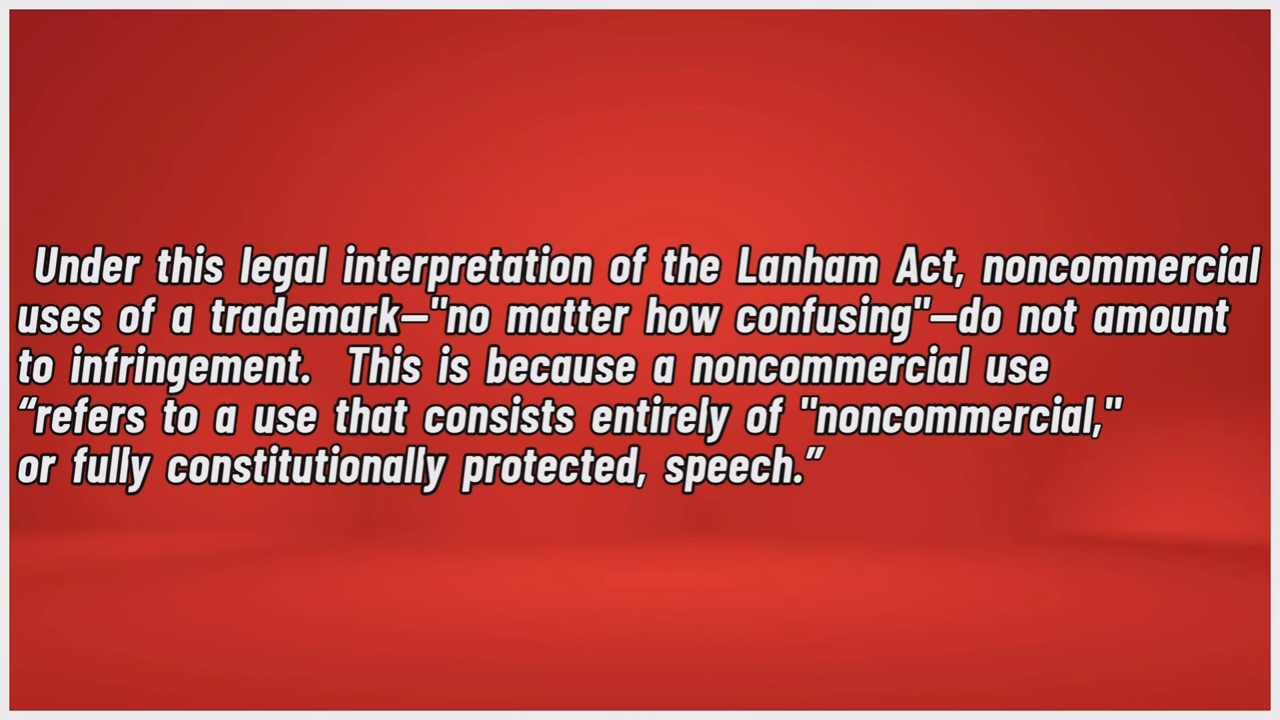 Under this legal interpretation of the Lanham Act, noncommercial
uses of a trademark—"no matter how confusing"—do not amount
to infringement.  This is because a noncommercial use
“refers to a use that consists entirely of "noncommercial,"
or fully constitutionally protected, speech.”